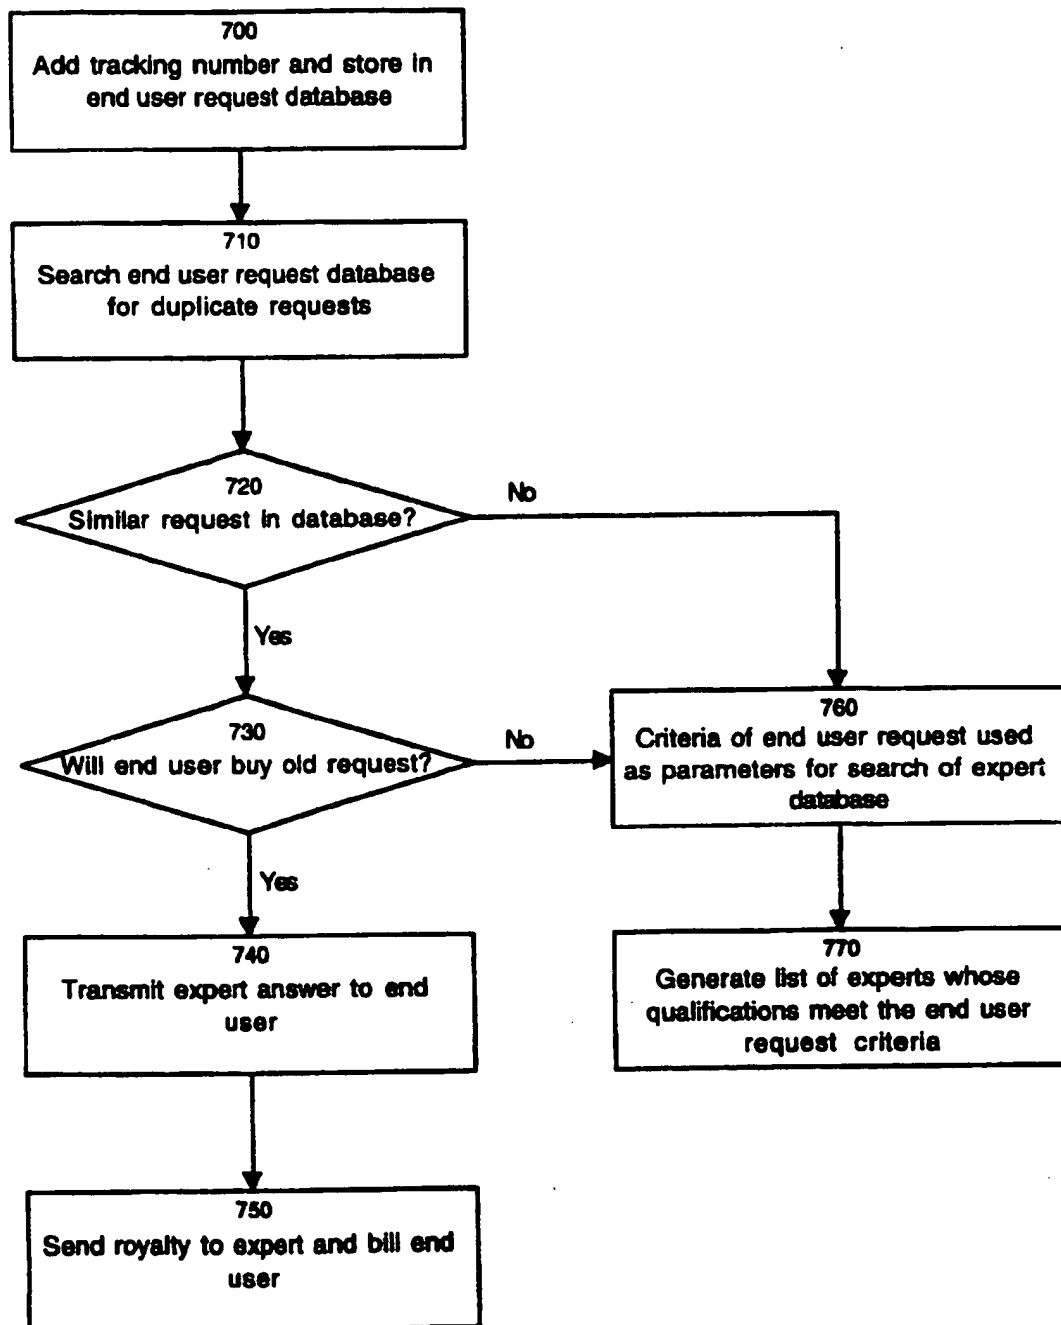 700
Add tracking number and store in
end user request database
710
Search end user request database
for duplicate requests
720
Similar request in database?
No
Yes
730
Will end user buy old request?
No
Yes
760
Criteria of end user request used
as parameters for search of expert
database
740
Transmit expert answer to end
user
770
Generate list of experts whose
qualifications meet the end user
request criteria
750
Send royalty to expert and bill end
user